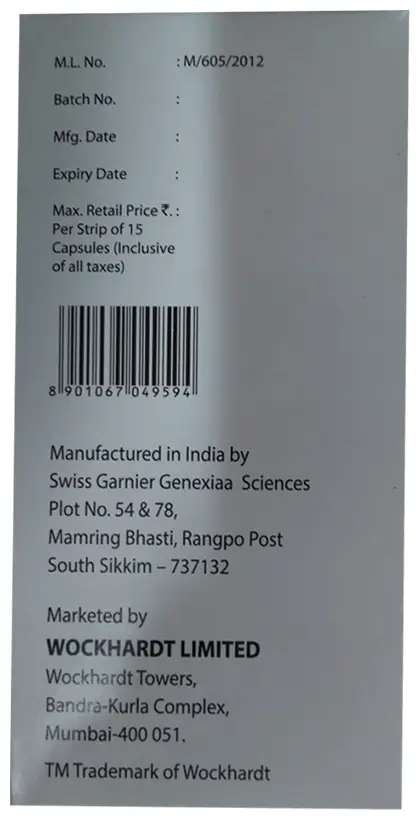 M.L. No. : M/605/2012
Batch No. :
Mfg. Date :
Expiry Date :
Max. Retail Price ₹. :
Per Strip of 15
Capsules (Inclusive
of all taxes)
8 901067 049594
Manufactured in India by
Swiss Garnier Genexiaa Sciences
Plot No. 54 & 78,
Mamring Bhasti, Rangpo Post
South Sikkim – 737132
Marketed by
WOCKHARDT LIMITED
Wockhardt Towers,
Bandra-Kurla Complex,
Mumbai-400 051.
TM Trademark of Wockhardt